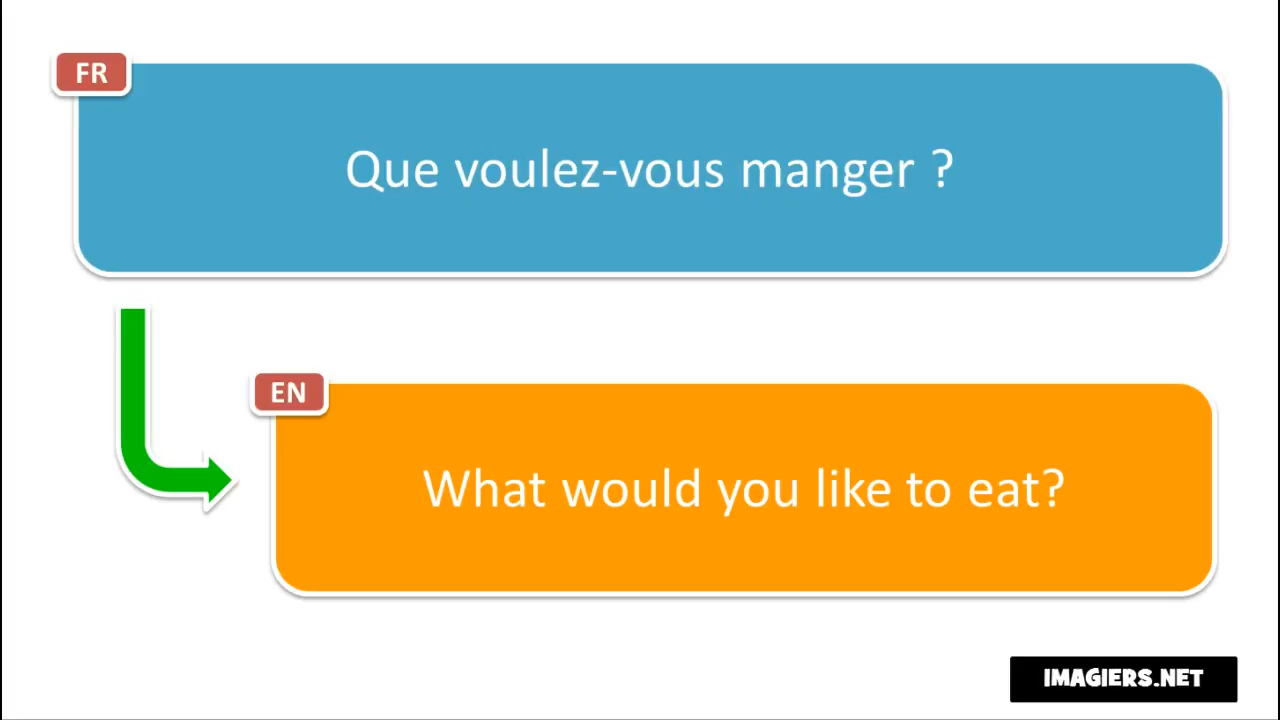 FR
Que voulez-vous manger ?
EN
What would you like to eat?
IMAGIERS.NET